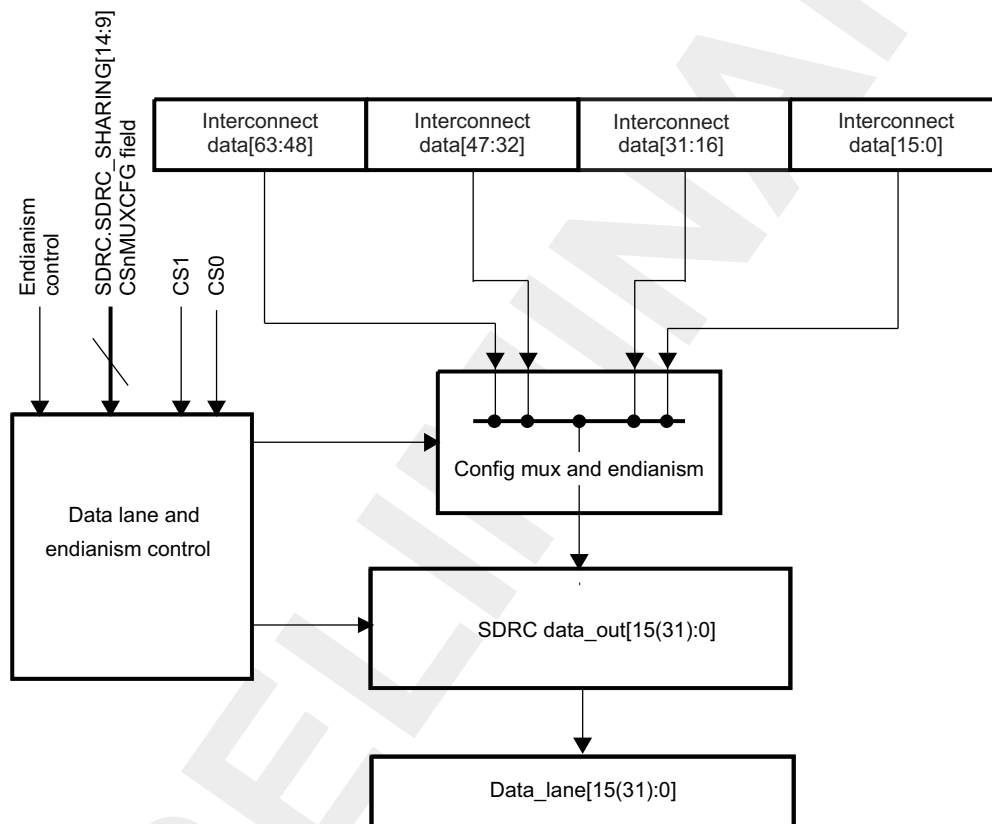 Endianism
control
SDRC.SDRC_SHARING[14:9]
CSnMUXCFG field
CS1
CS0
Interconnect
data[63:48]
Interconnect
data[47:32]
Interconnect
data[31:16]
Interconnect
data[15:0]
Config mux and endianism
Data lane and
endianism control
SDRC data_out[15(31):0]
Data_lane[15(31):0]